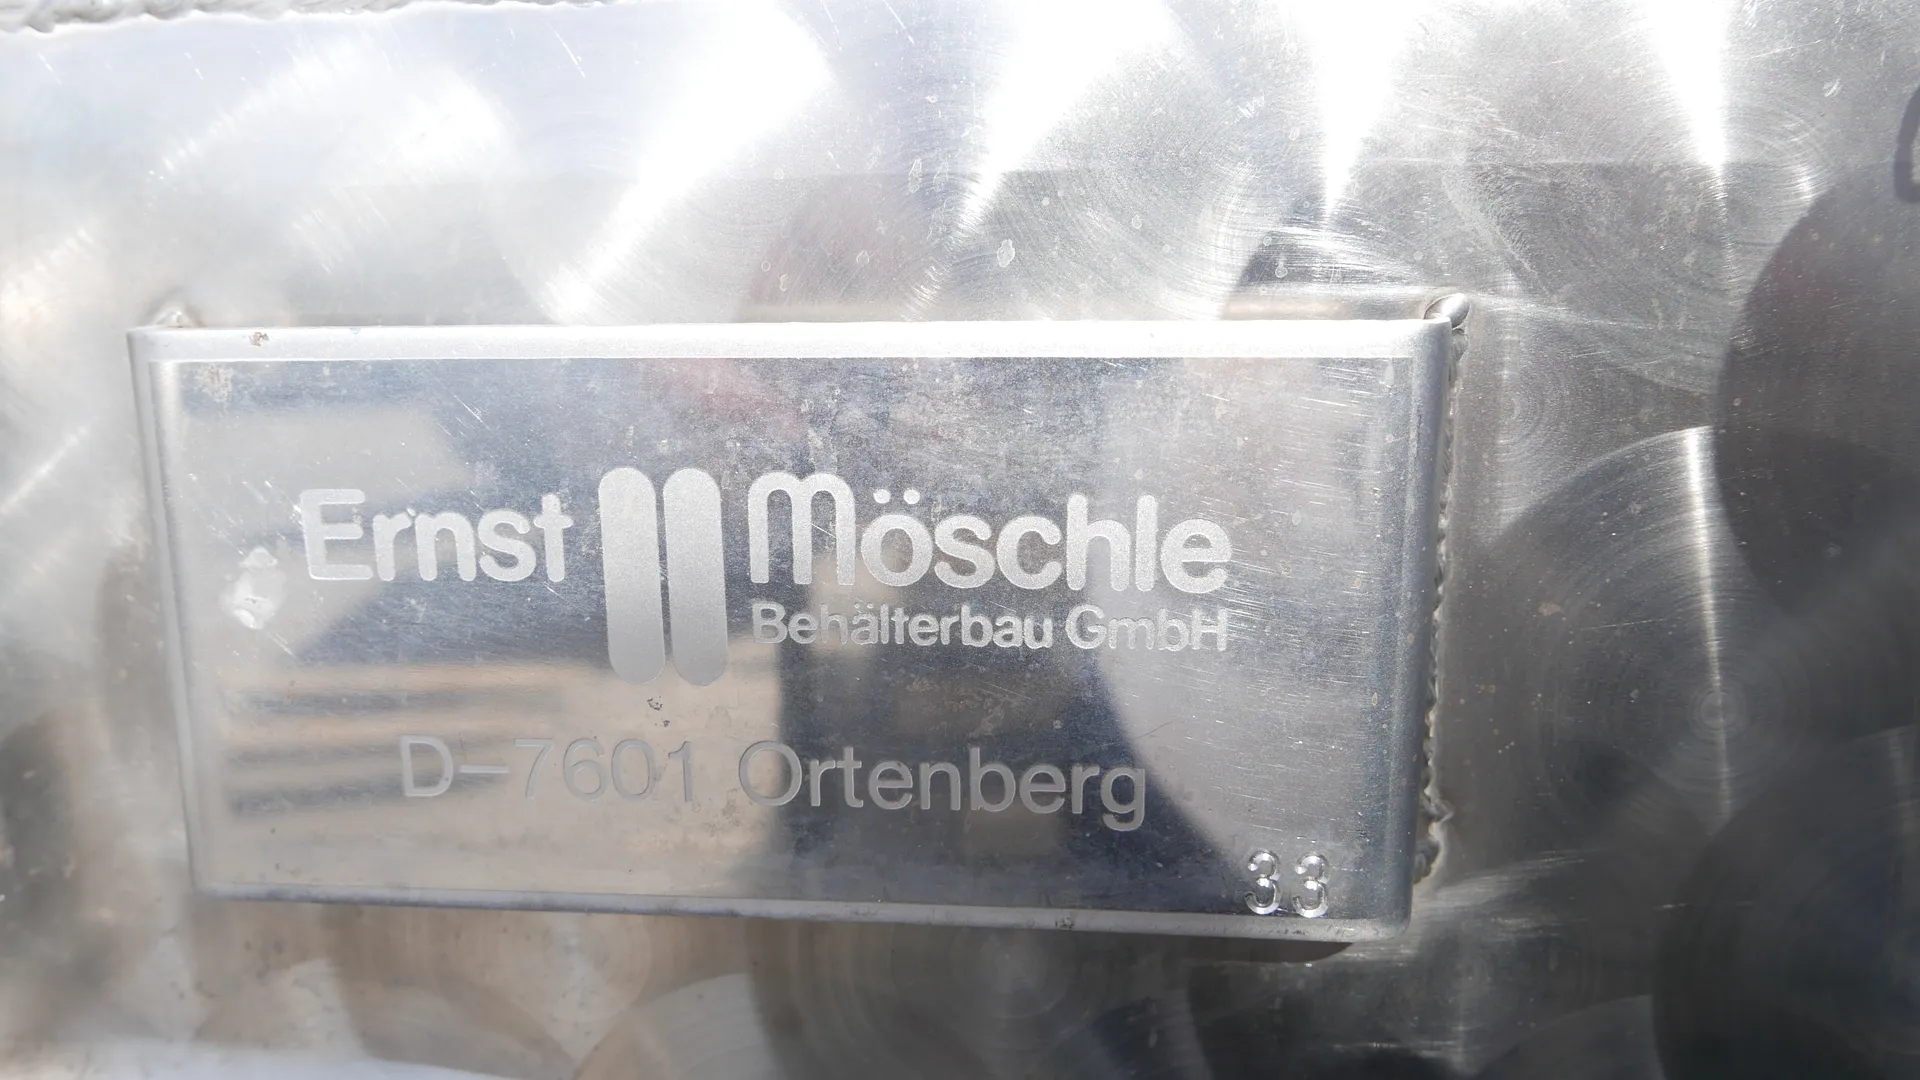 Ernst Möschle
Behälterbau GmbH
D-7601 Ortenberg
33